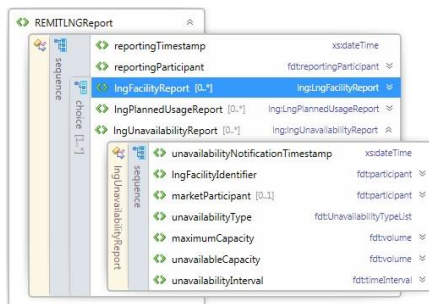 REMITLNGReport
sequence
reportingTimestamp xs:dateTime
reportingParticipant fdt:reportingParticipant
choice [1..*]
lngFacilityReport [0..*] lng:LngFacilityReport
lngPlannedUsageReport [0..*] lng:LngPlannedUsageReport
lngUnavailabilityReport [0..*] lng:lngUnavailabilityReport
lngUnavailabilityReport
sequence
unavailabilityNotificationTimestamp xs:dateTime
lngFacilityIdentifier fdt:participant
marketParticipant [0..1] fdt:participant
unavailabilityType fdt:UnavailabilityTypeList
maximumCapacity fdt:volume
unavailableCapacity fdt:volume
unavailabilityInterval fdt:timeInterval